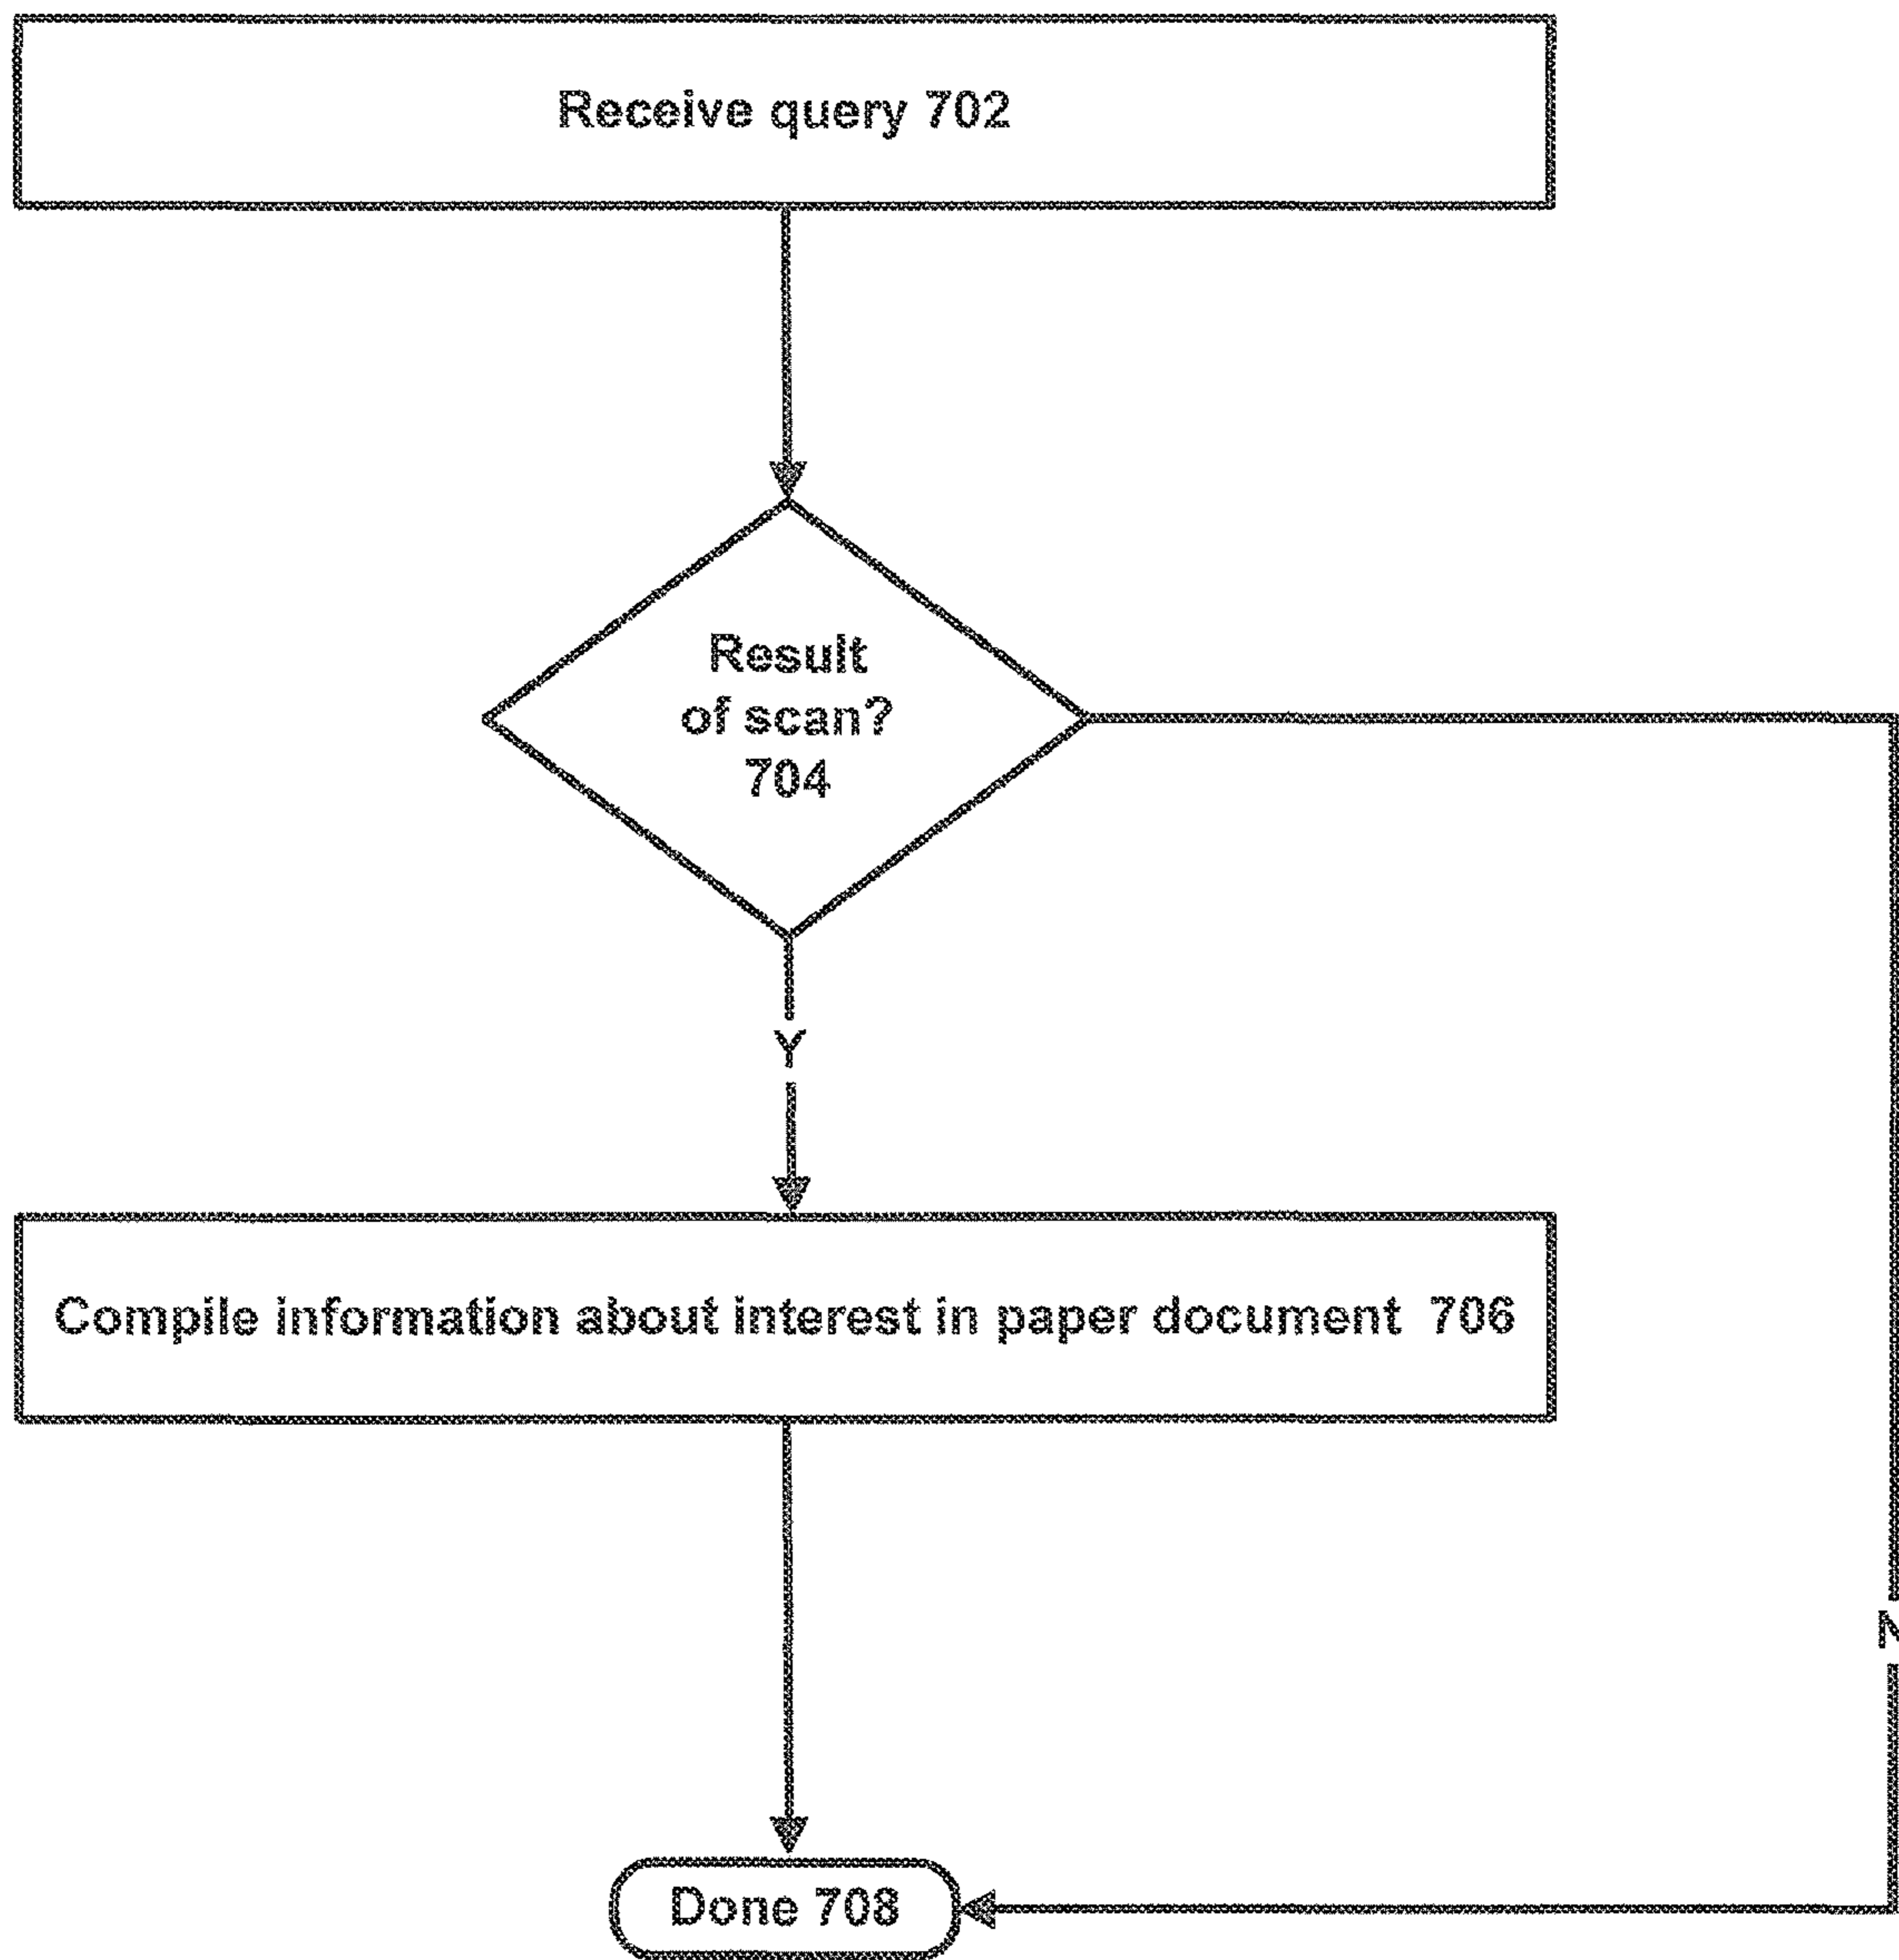 Receive query 702
Result
of scan?
704
Y
Compile information about interest in paper document 706
N
Done 708